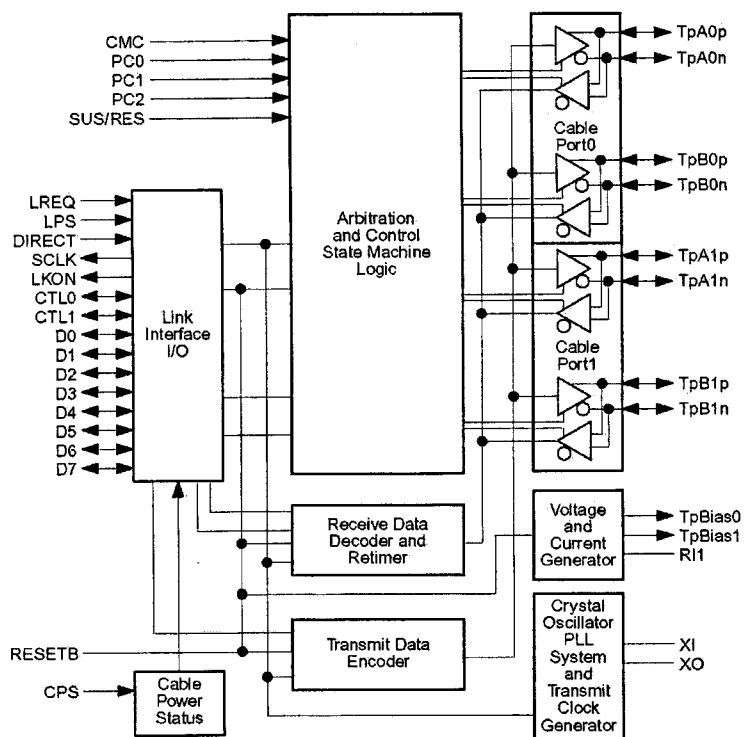 CMC
PC0
PC1
PC2
SUS/RES
LREQ
LPS
DIRECT
SCLK
LKON
CTL0
CTL1
D0
D1
D2
D3
D4
D5
D6
D7
Link
Interface
I/O
Arbitration
and Control
State Machine
Logic
TpA0p
TpA0n
Cable
Port0
TpB0p
TpB0n
TpA1p
TpA1n
Cable
Port1
TpB1p
TpB1n
Receive Data
Decoder and
Retimer
Voltage
and
Current
Generator
TpBias0
TpBias1
RI1
Transmit Data
Encoder
Crystal
Oscillator
PLL
System
and
Transmit
Clock
Generator
XI
XO
RESETB
CPS
Cable
Power
Status